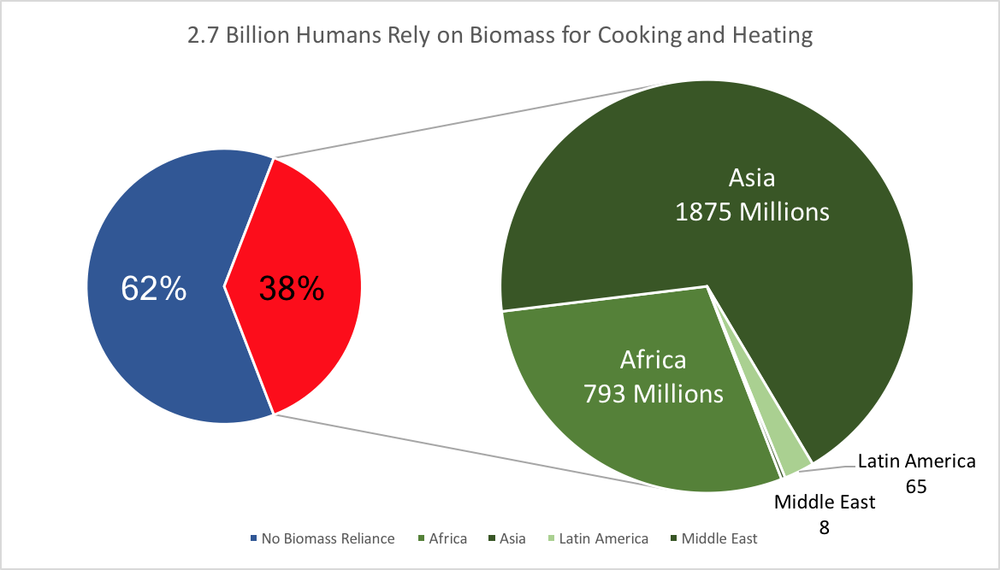 2.7 Billion Humans Rely on Biomass for Cooking and Heating
62%
38%
Asia
1875 Millions
Africa
793 Millions
Latin America
65
Middle East
8
No Biomass Reliance Africa Asia Latin America Middle East